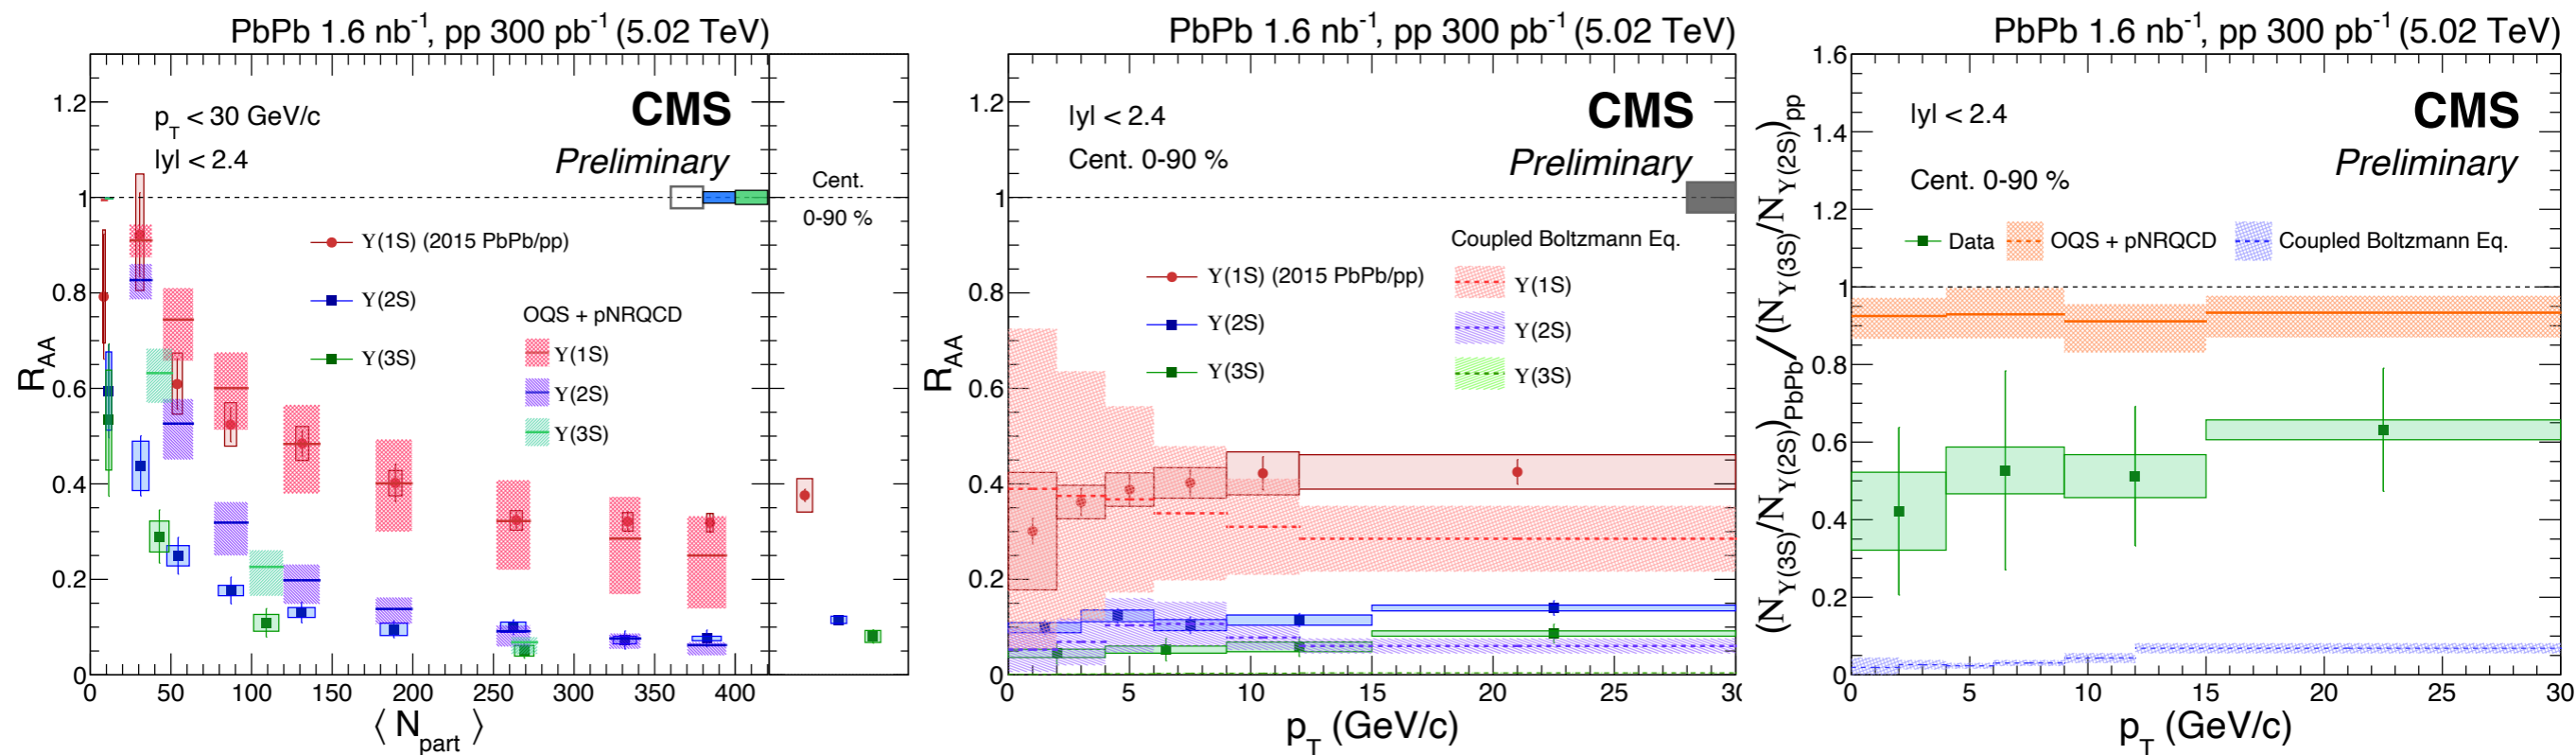 PbPb 1.6 nb⁻¹, pp 300 pb⁻¹ (5.02 TeV)
p_T < 30 GeV/c
|y| < 2.4
CMS
Preliminary
Cent.
0-90 %
Υ(1S) (2015 PbPb/pp)
Υ(2S)
Υ(3S)
OQS + pNRQCD
Υ(1S)
Υ(2S)
Υ(3S)
R_AA
0
0.2
0.4
0.6
0.8
1
1.2
0 50 100 150 200 250 300 350 400
⟨ N_part ⟩
PbPb 1.6 nb⁻¹, pp 300 pb⁻¹ (5.02 TeV)
|y| < 2.4
Cent. 0-90 %
CMS
Preliminary
Υ(1S) (2015 PbPb/pp)
Υ(2S)
Υ(3S)
Coupled Boltzmann Eq.
Υ(1S)
Υ(2S)
Υ(3S)
R_AA
0
0.2
0.4
0.6
0.8
1
1.2
0 5 10 15 20 25 30
p_T (GeV/c)
PbPb 1.6 nb⁻¹, pp 300 pb⁻¹ (5.02 TeV)
|y| < 2.4
Cent. 0-90 %
CMS
Preliminary
Data OQS + pNRQCD Coupled Boltzmann Eq.
(N_Υ(3S)/N_Υ(2S))_PbPb/(N_Υ(3S)/N_Υ(2S))_pp
0
0.2
0.4
0.6
0.8
1
1.2
1.4
1.6
0 5 10 15 20 25 30
p_T (GeV/c)